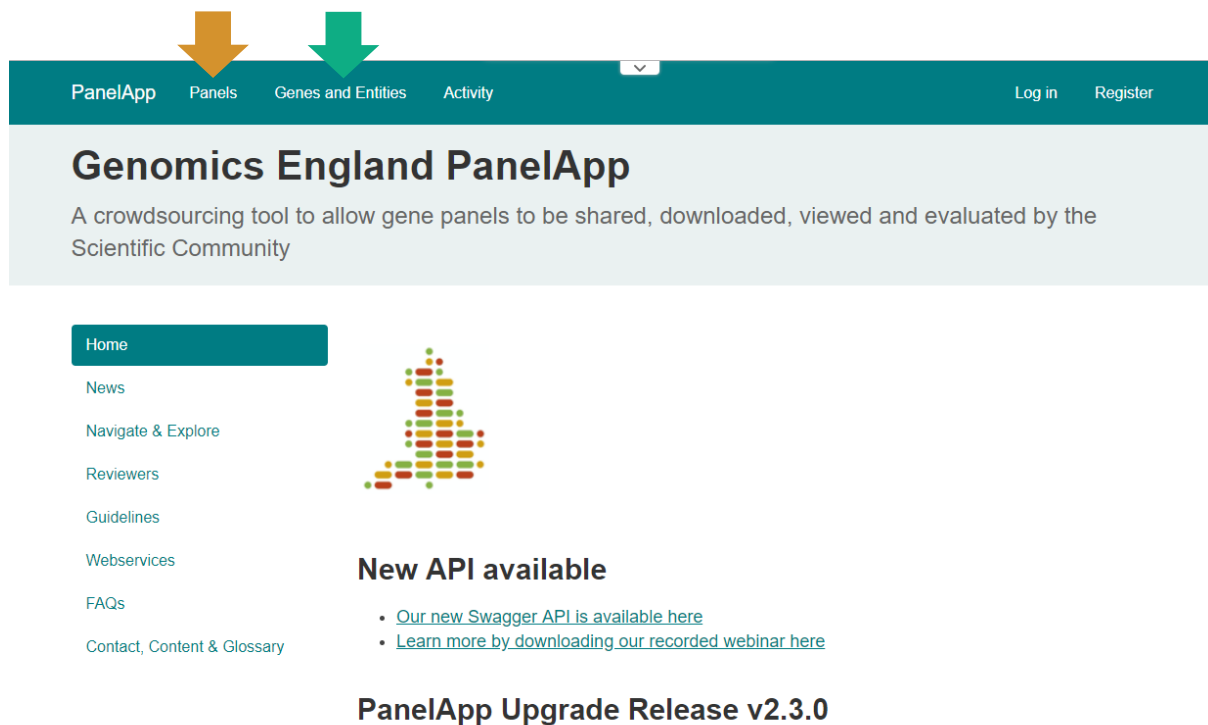 PanelApp Panels Genes and Entities Activity Log in Register
Genomics England PanelApp
A crowdsourcing tool to allow gene panels to be shared, downloaded, viewed and evaluated by the
Scientific Community
Home
News
Navigate & Explore
Reviewers
Guidelines
Webservices
FAQs
Contact, Content & Glossary
New API available
Our new Swagger API is available here
Learn more by downloading our recorded webinar here
PanelApp Upgrade Release v2.3.0